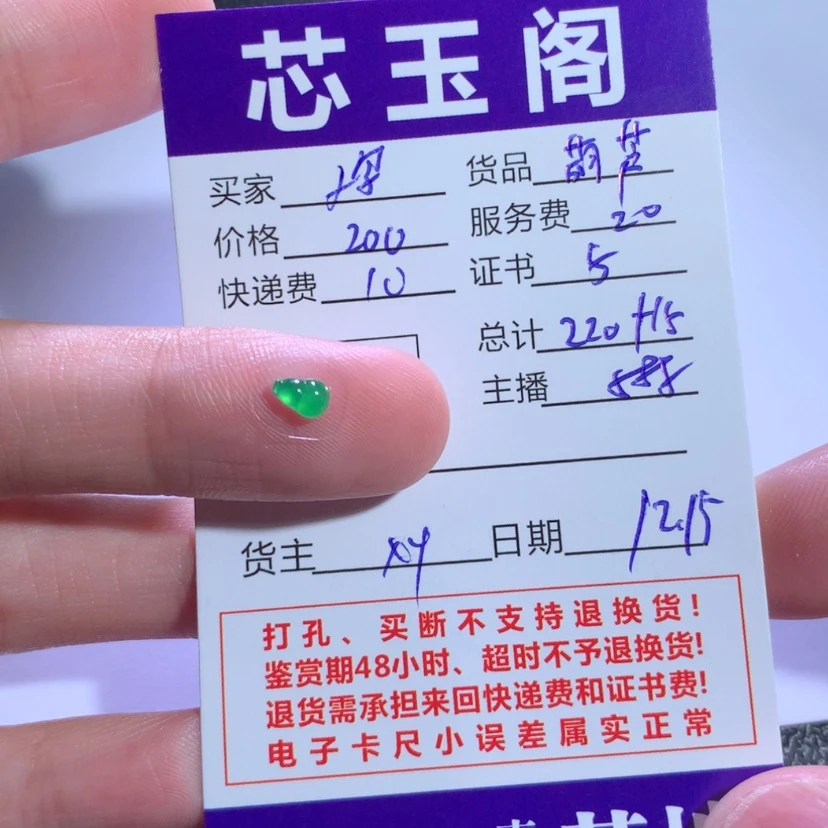 芯玉阁
买家 货品 葫芦
价格 200 服务费 20
快递费 10 证书 5
总计 220+15
主播 888
货主 xy 日期 12.15
打孔、买断不支持退换货!
鉴赏期48小时、超时不予退换货!
退货需承担来回快递费和证书费!
电子卡尺小误差属实正常